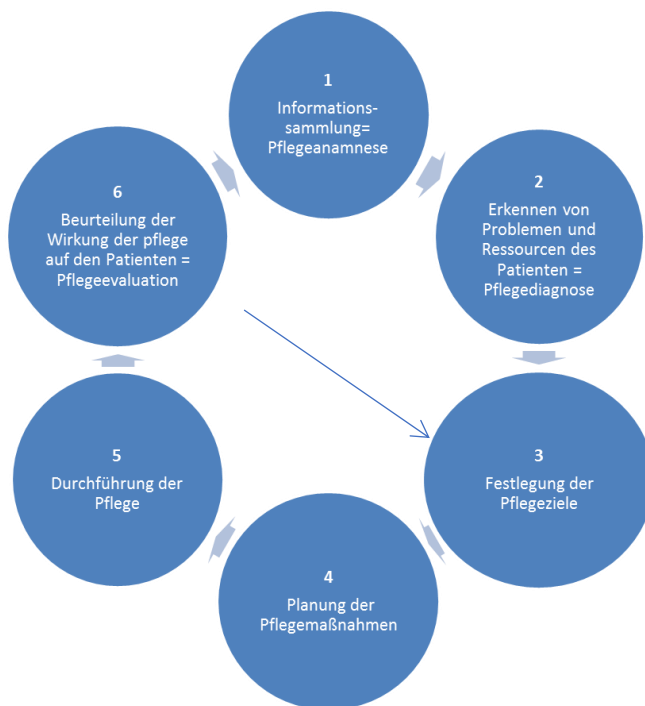 1
Informations-
sammlung=
Pflegeanamnese
2
Erkennen von
Problemen und
Ressourcen des
Patienten =
Pflegediagnose
3
Festlegung der
Pflegeziele
4
Planung der
Pflegemaßnahmen
5
Durchführung der
Pflege
6
Beurteilung der
Wirkung der pflege
auf den Patienten =
Pflegeevaluation